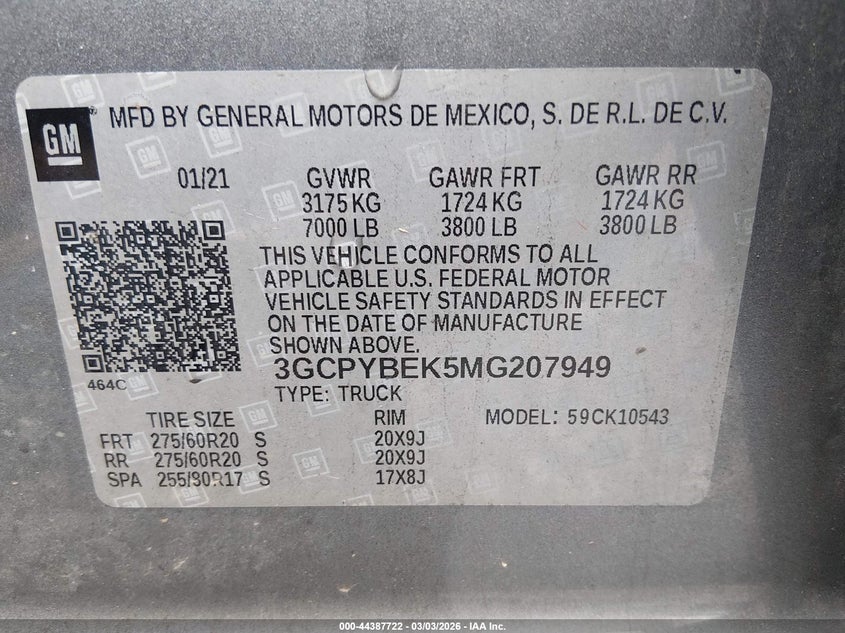 GM
MFD BY GENERAL MOTORS DE MEXICO, S. DE R.L. DE C.V.
01/21 GVWR GAWR FRT GAWR RR
3175 KG 1724 KG 1724 KG
7000 LB 3800 LB 3800 LB
THIS VEHICLE CONFORMS TO ALL
APPLICABLE U.S. FEDERAL MOTOR
VEHICLE SAFETY STANDARDS IN EFFECT
ON THE DATE OF MANUFACTURE
SHOWN ABOVE.
464C
3GCPYBEK5MG207949
TYPE: TRUCK
TIRE SIZE RIM MODEL: 59CK10543
FRT 275/60R20 S 20X9J
RR 275/60R20 S 20X9J
SPA 255/80R17 S 17X8J
000-44387722 - 03/03/2026 - IAA Inc.